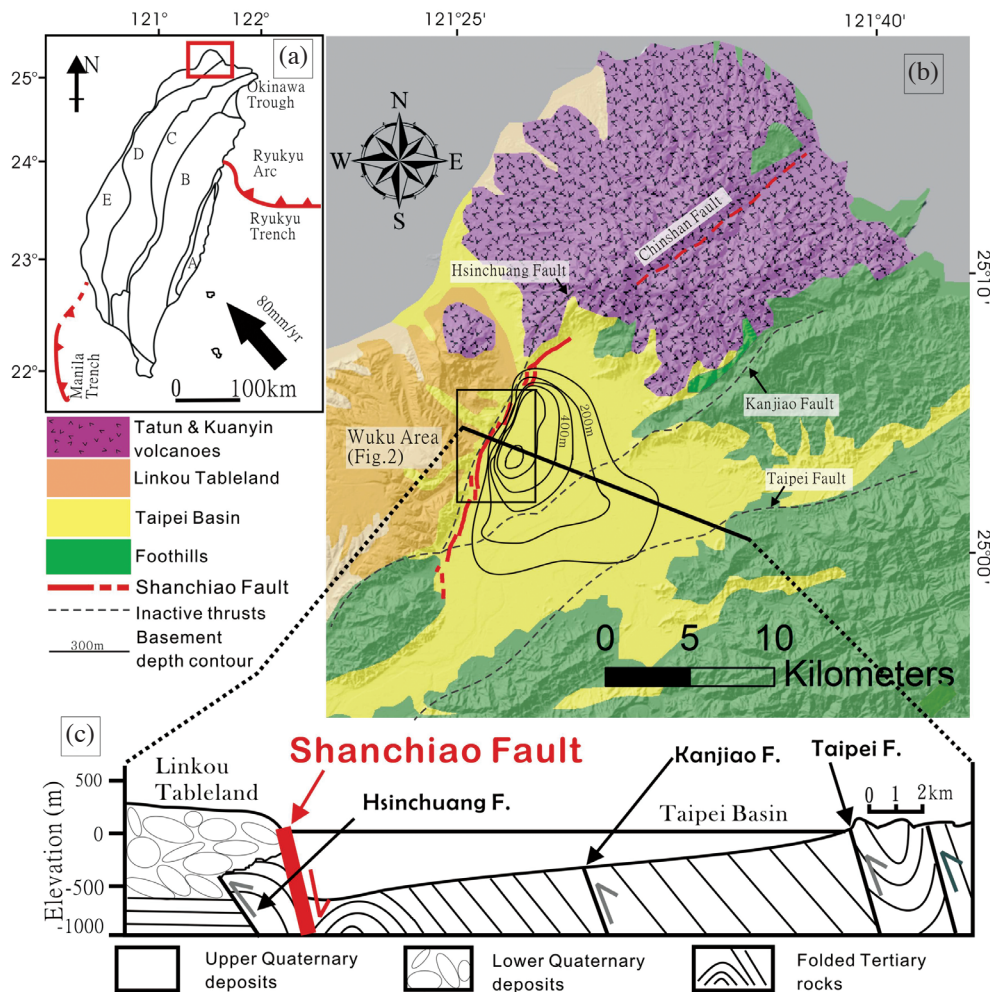 121°
122°
121°25'
121°40'
(a)
N
25°
24°
23°
22°
Okinawa
Trough
Ryukyu
Arc
Ryukyu
Trench
Manila
Trench
A
B
C
D
E
80mm/yr
0 100km
(b)
N
W E
S
Chinshan Fault
Hsinchuang Fault
25°10'
Kanjiao Fault
Taipei Fault
25°00'
200m
400m
Wuku Area
(Fig.2)
0 5 10
Kilometers
Tatun & Kuanyin
volcanoes
Linkou Tableland
Taipei Basin
Foothills
Shanchiao Fault
Inactive thrusts
Basement
depth contour
300m
(c)
Shanchiao Fault
Linkou
Tableland
Hsinchuang F.
Kanjiao F.
Taipei F.
Taipei Basin
0 1 2km
Elevation (m)
500
0
-500
-1000
Upper Quaternary
deposits
Lower Quaternary
deposits
Folded Tertiary
rocks